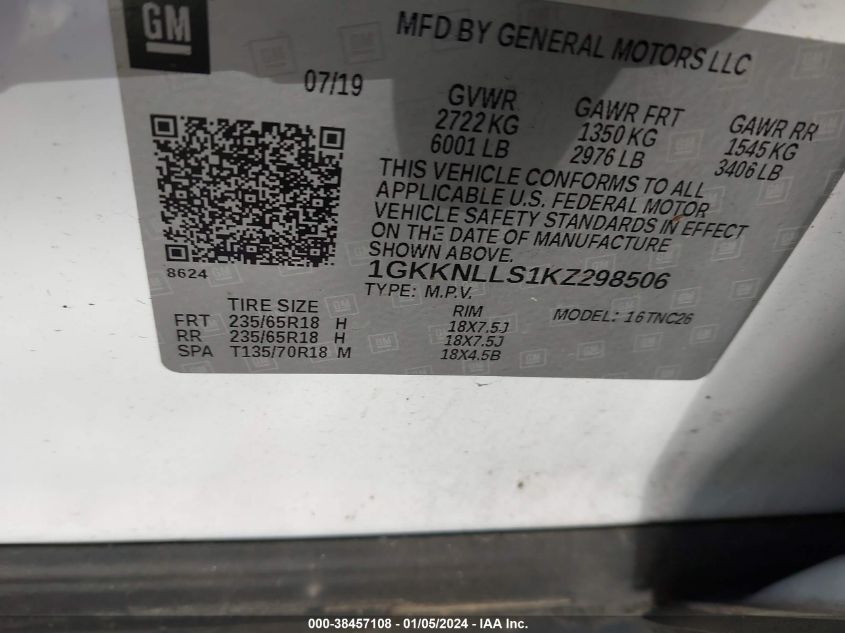 GM
MFD BY GENERAL MOTORS LLC
07/19
GVWR
2722 KG
6001 LB
GAWR FRT
1350 KG
2976 LB
GAWR RR
1545 KG
3406 LB
THIS VEHICLE CONFORMS TO ALL
APPLICABLE U.S. FEDERAL MOTOR
VEHICLE SAFETY STANDARDS IN EFFECT
ON THE DATE OF MANUFACTURE
SHOWN ABOVE.
8624
1GKKNLLS1KZ298506
TYPE: M.P.V.
MODEL: 16TNC26
TIRE SIZE
RIM
FRT 235/65R18 H 18X7.5J
RR 235/65R18 H 18X7.5J
SPA T135/70R18 M 18X4.5B
000-38457108 - 01/05/2024 - IAA Inc.